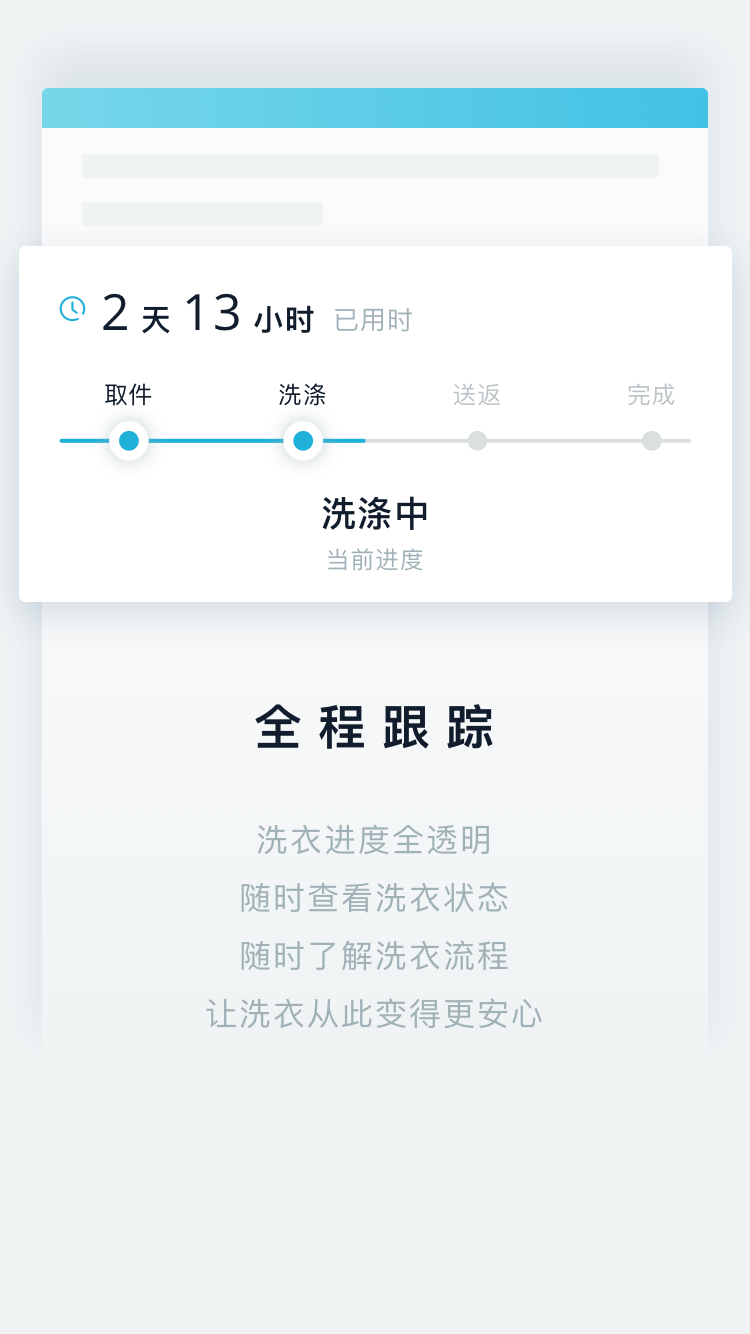 2 天 13 小时 已用时
取件 洗涤 送返 完成
洗涤中
当前进度
全程跟踪
洗衣进度全透明
随时查看洗衣状态
随时了解洗衣流程
让洗衣从此变得更安心